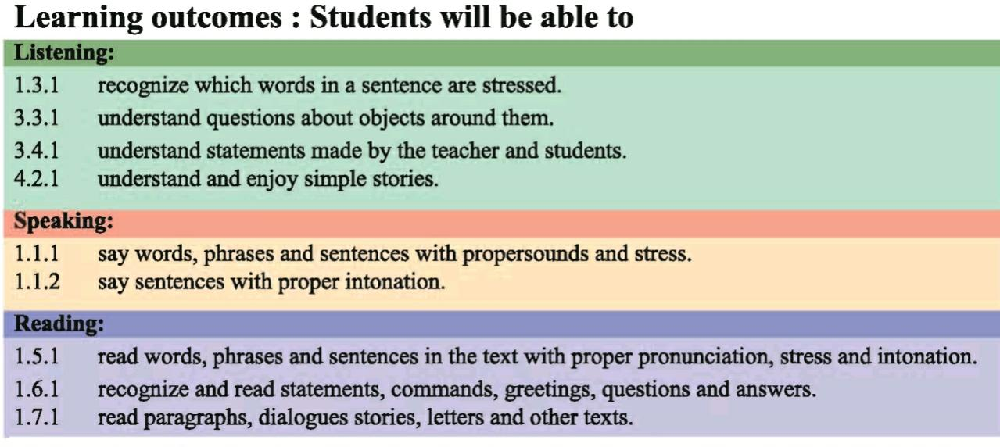 Learning outcomes : Students will be able to
Listening:
1.3.1 recognize which words in a sentence are stressed.
3.3.1 understand questions about objects around them.
3.4.1 understand statements made by the teacher and students.
4.2.1 understand and enjoy simple stories.
Speaking:
1.1.1 say words, phrases and sentences with propersounds and stress.
1.1.2 say sentences with proper intonation.
Reading:
1.5.1 read words, phrases and sentences in the text with proper pronunciation, stress and intonation.
1.6.1 recognize and read statements, commands, greetings, questions and answers.
1.7.1 read paragraphs, dialogues stories, letters and other texts.